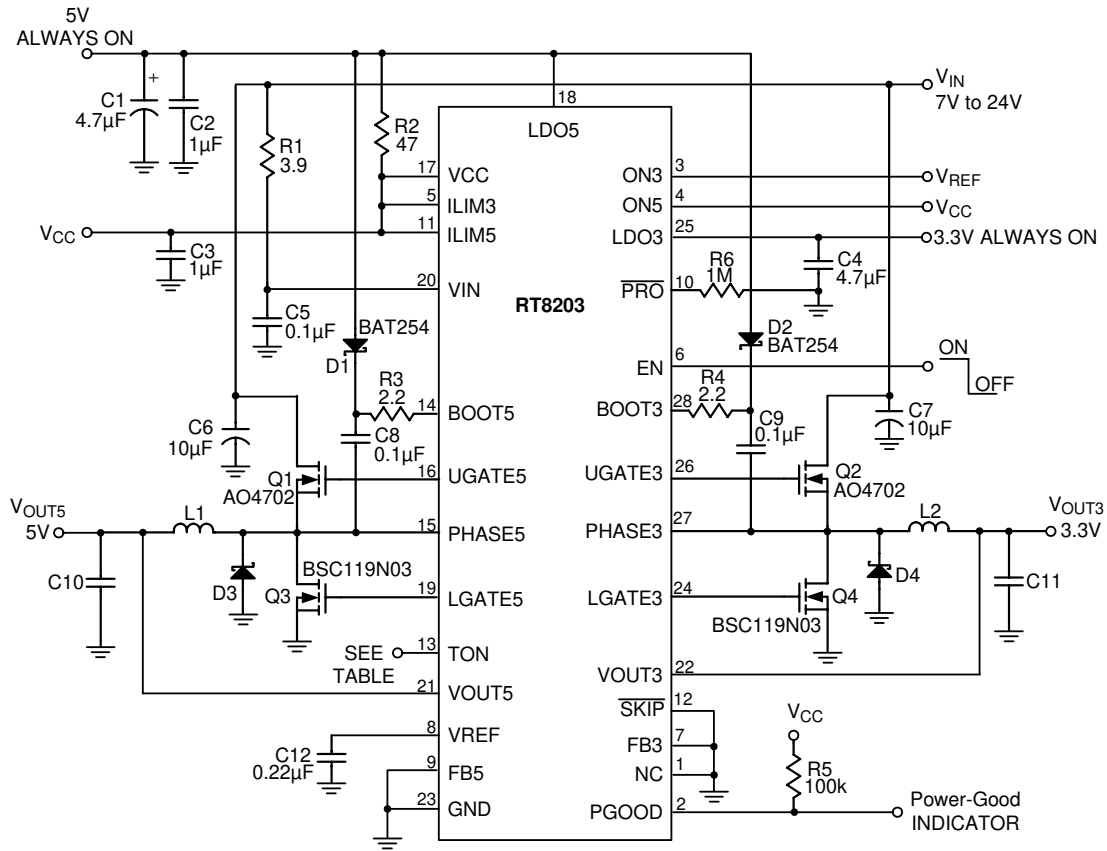 5V
ALWAYS ON
+
C1
4.7µF
C2
1µF
R1
3.9
R2
47
18
LDO5
VIN
7V to 24V
17
VCC
5
ILIM3
11
ILIM5
VCC
C3
1µF
20
VIN
C5
0.1µF
RT8203
ON3
3
VREF
ON5
4
VCC
LDO3
25
3.3V ALWAYS ON
PRO
10
R6
1M
C4
4.7µF
BAT254
D1
D2
BAT254
EN
6
ON
OFF
R3
2.2
14
BOOT5
BOOT3
28
R4
2.2
C6
10µF
C8
0.1µF
C9
0.1µF
C7
10µF
Q1
AO4702
16
UGATE5
UGATE3
26
Q2
AO4702
VOUT5
5V
L1
15
PHASE5
PHASE3
27
L2
VOUT3
3.3V
C10
D3
BSC119N03
Q3
19
LGATE5
LGATE3
24
Q4
BSC119N03
D4
C11
SEE
TABLE
13
TON
21
VOUT5
VOUT3
22
SKIP
12
8
VREF
C12
0.22µF
FB3
7
9
FB5
NC
1
23
GND
PGOOD
2
VCC
R5
100k
Power-Good
INDICATOR